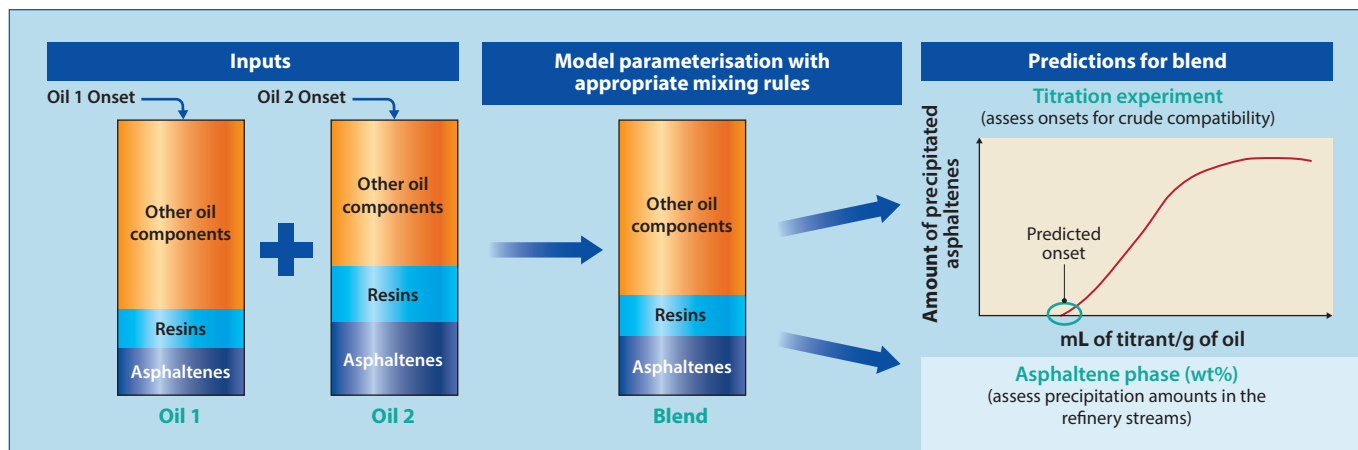 Inputs
Oil 1 Onset
Oil 2 Onset
Other oil
components
Resins
Asphaltenes
Oil 1
Other oil
components
Resins
Asphaltenes
Oil 2
Model parameterisation with
appropriate mixing rules
Other oil
components
Resins
Asphaltenes
Blend
Predictions for blend
Titration experiment
(assess onsets for crude compatibility)
Amount of precipitated
asphaltenes
Predicted
onset
mL of titrant/g of oil
Asphaltene phase (wt%)
(assess precipitation amounts in the
refinery streams)